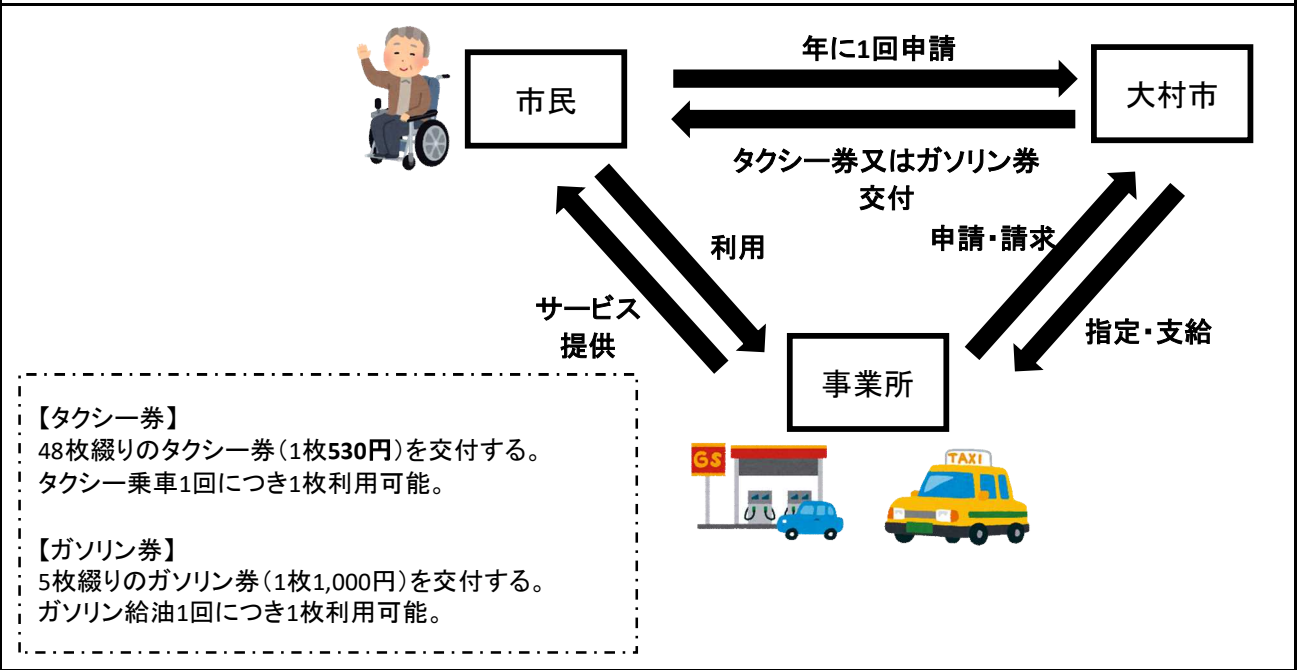 年に1回申請
市民
大村市
タクシー券又はガソリン券
交付
利用
申請・請求
サービス
提供
指定・支給
事業所
【タクシー券】
48枚綴りのタクシー券（1枚530円）を交付する。
タクシー乗車1回につき1枚利用可能。
【ガソリン券】
5枚綴りのガソリン券（1枚1,000円）を交付する。
ガソリン給油1回につき1枚利用可能。
GS
TAXI